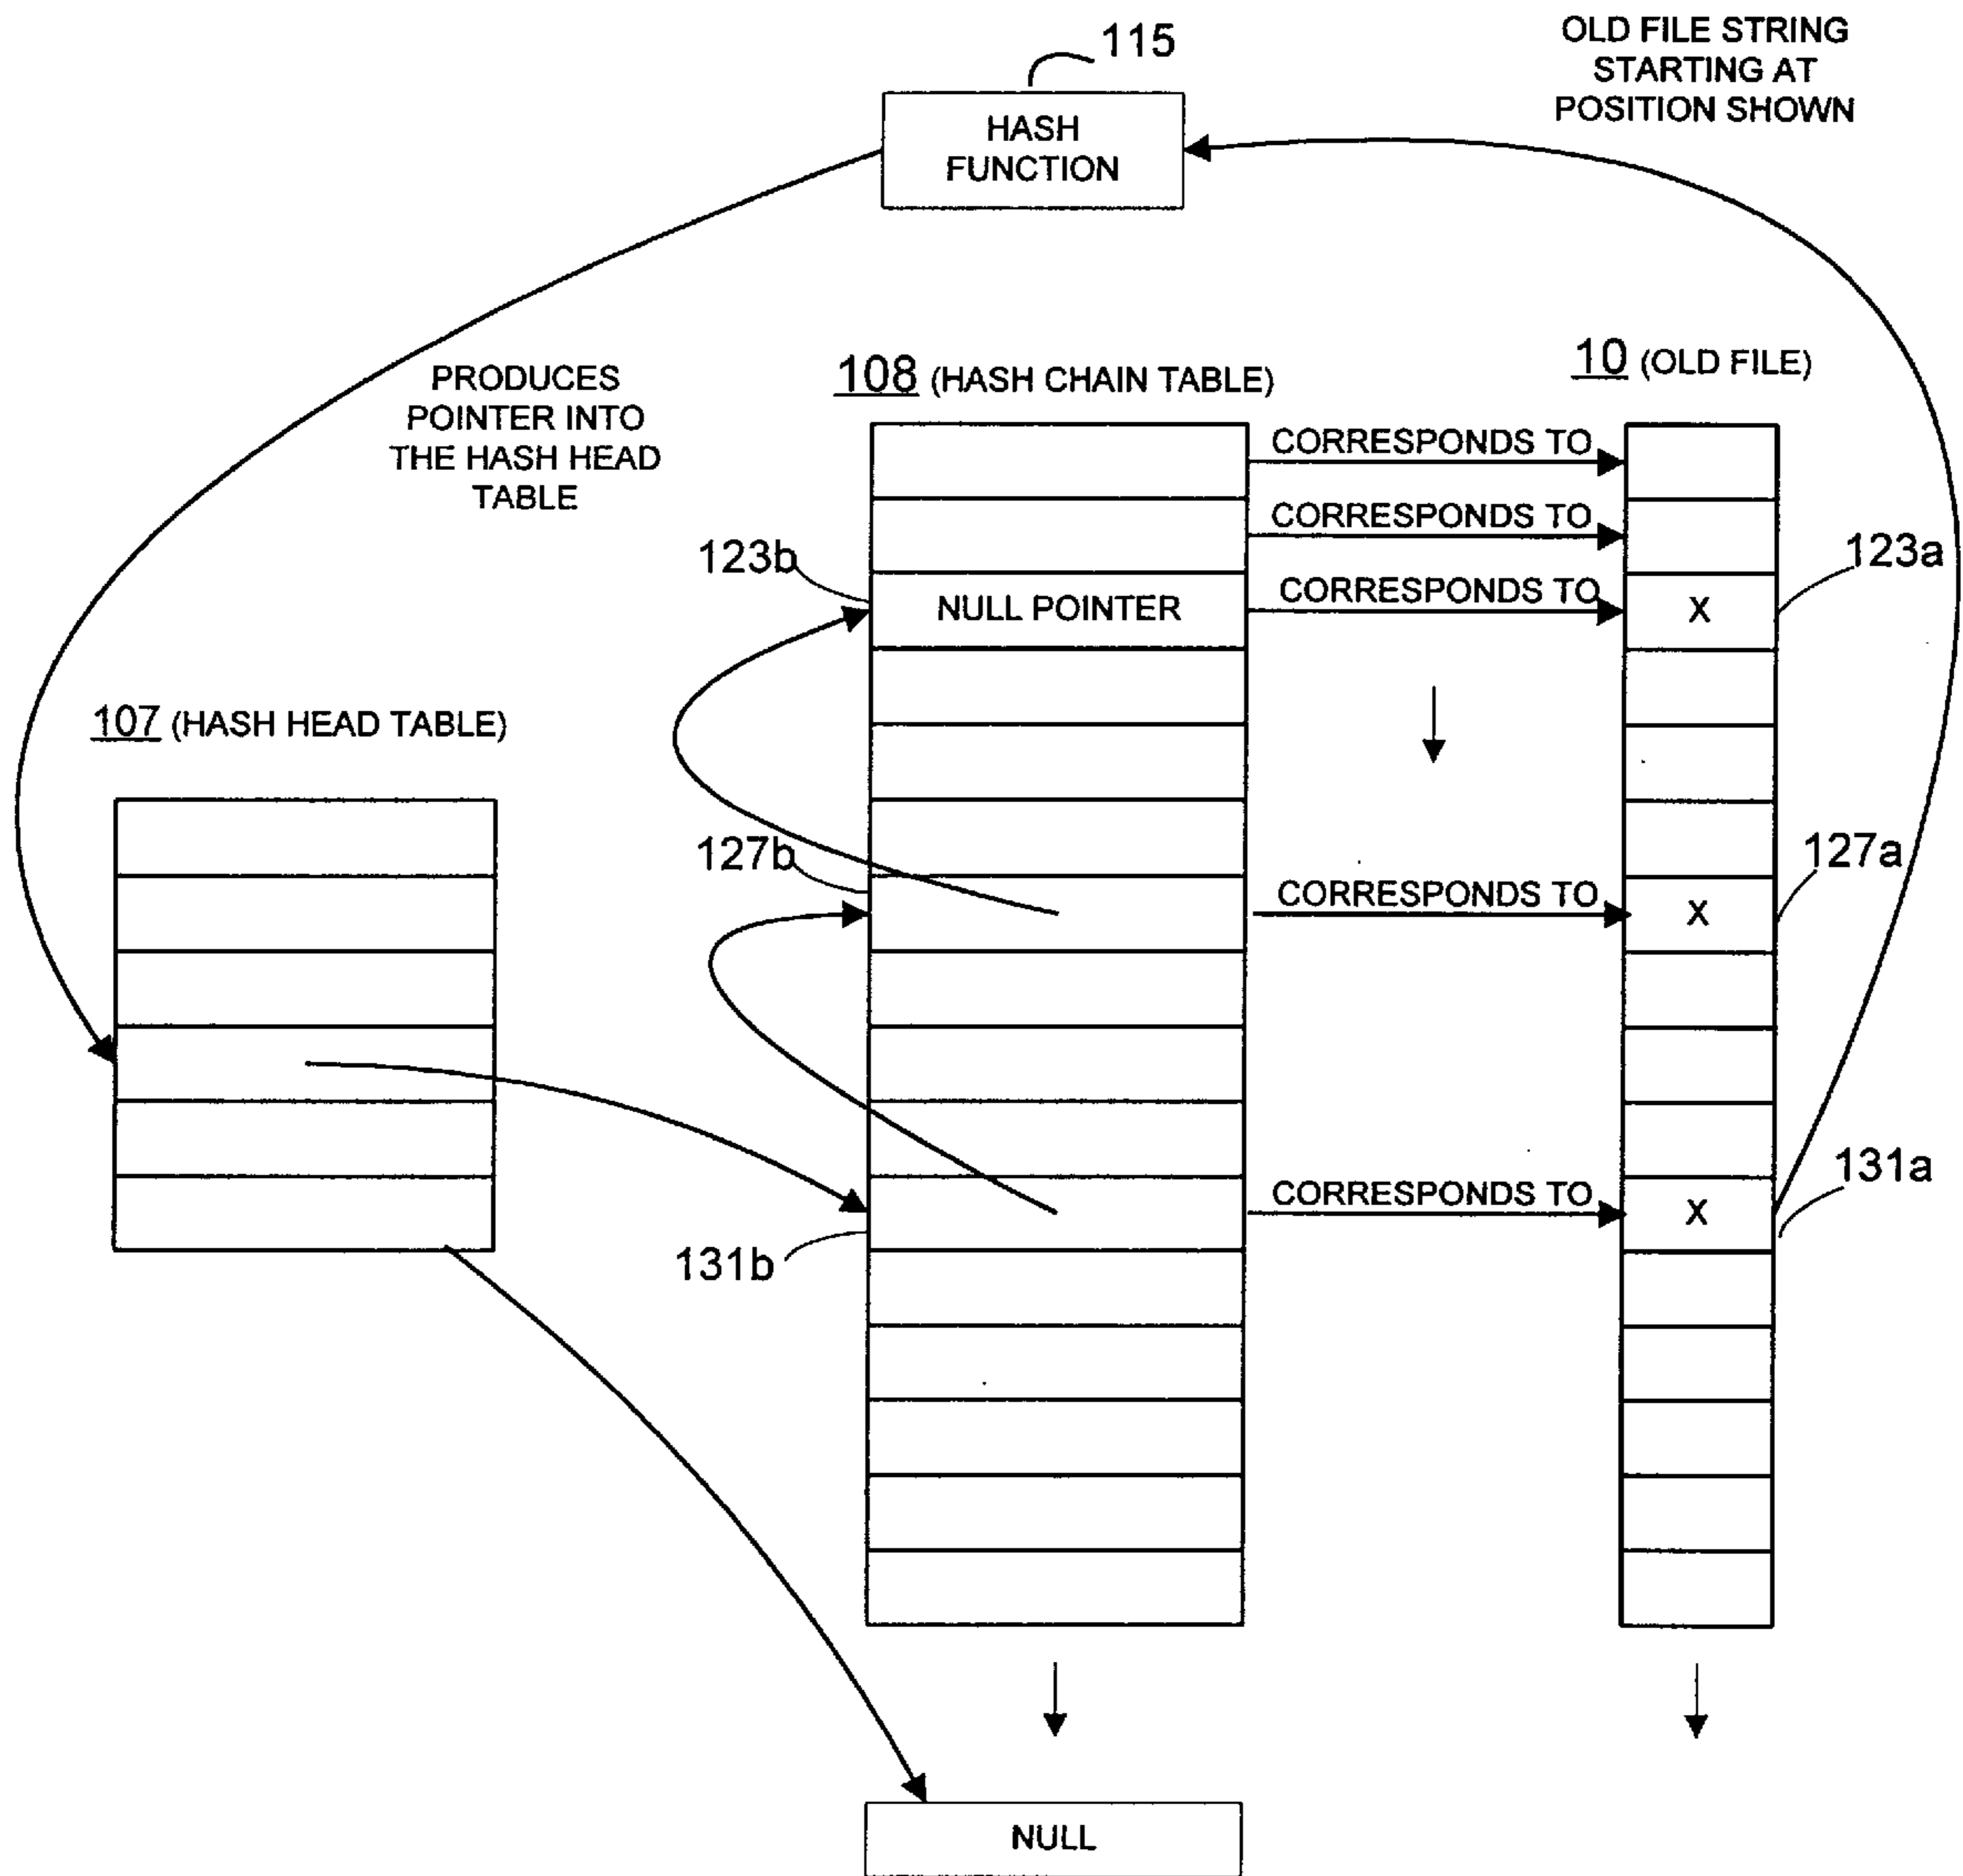 115
OLD FILE STRING
STARTING AT
POSITION SHOWN
HASH
FUNCTION
PRODUCES
POINTER INTO
THE HASH HEAD
TABLE
108 (HASH CHAIN TABLE)
10 (OLD FILE)
CORRESPONDS TO
CORRESPONDS TO
123b
NULL POINTER
CORRESPONDS TO
X
123a
107 (HASH HEAD TABLE)
127b
CORRESPONDS TO
X
127a
131b
CORRESPONDS TO
X
131a
NULL